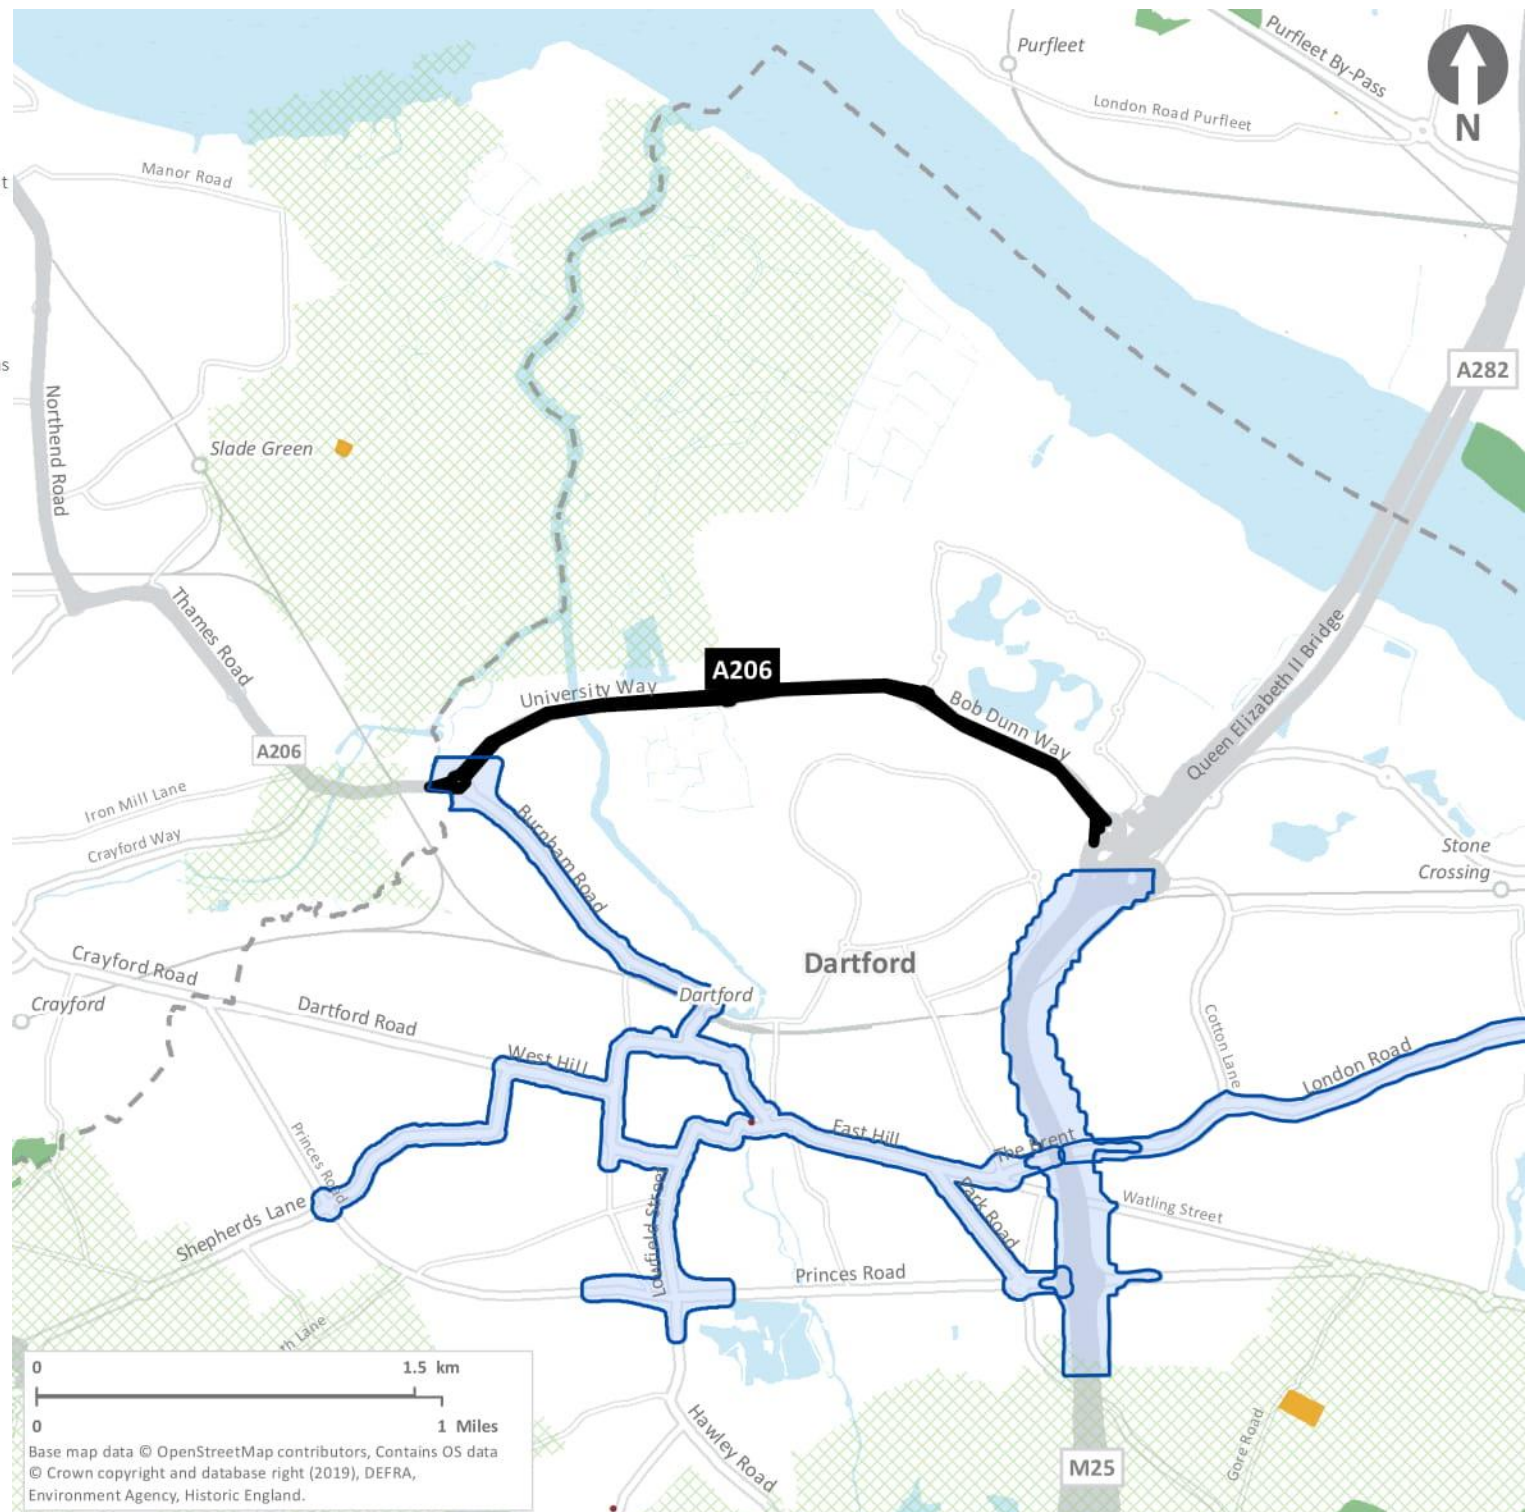 Purfleet
Purfleet By-Pass
London Road Purfleet
N
Manor Road
t
A282
s
Northend Road
Slade Green
Thames Road
Queen Elizabeth II Bridge
A206
University Way
Bob Dunn Way
A206
Iron Mill Lane
Crayford Way
Burnham Road
Stone
Crossing
Crayford Road
Dartford
Dartford
Crayford
Dartford Road
Cotton Lane
West Hill
London Road
East Hill
The Brent
Princes Road
Park Road
Watling Street
Shepherds Lane
Lowfield Street
Princes Road
th Lane
0
1.5 km
0
1 Miles
Hawley Road
Gore Road
M25
Base map data © OpenStreetMap contributors, Contains OS data
© Crown copyright and database right (2019), DEFRA,
Environment Agency, Historic England.